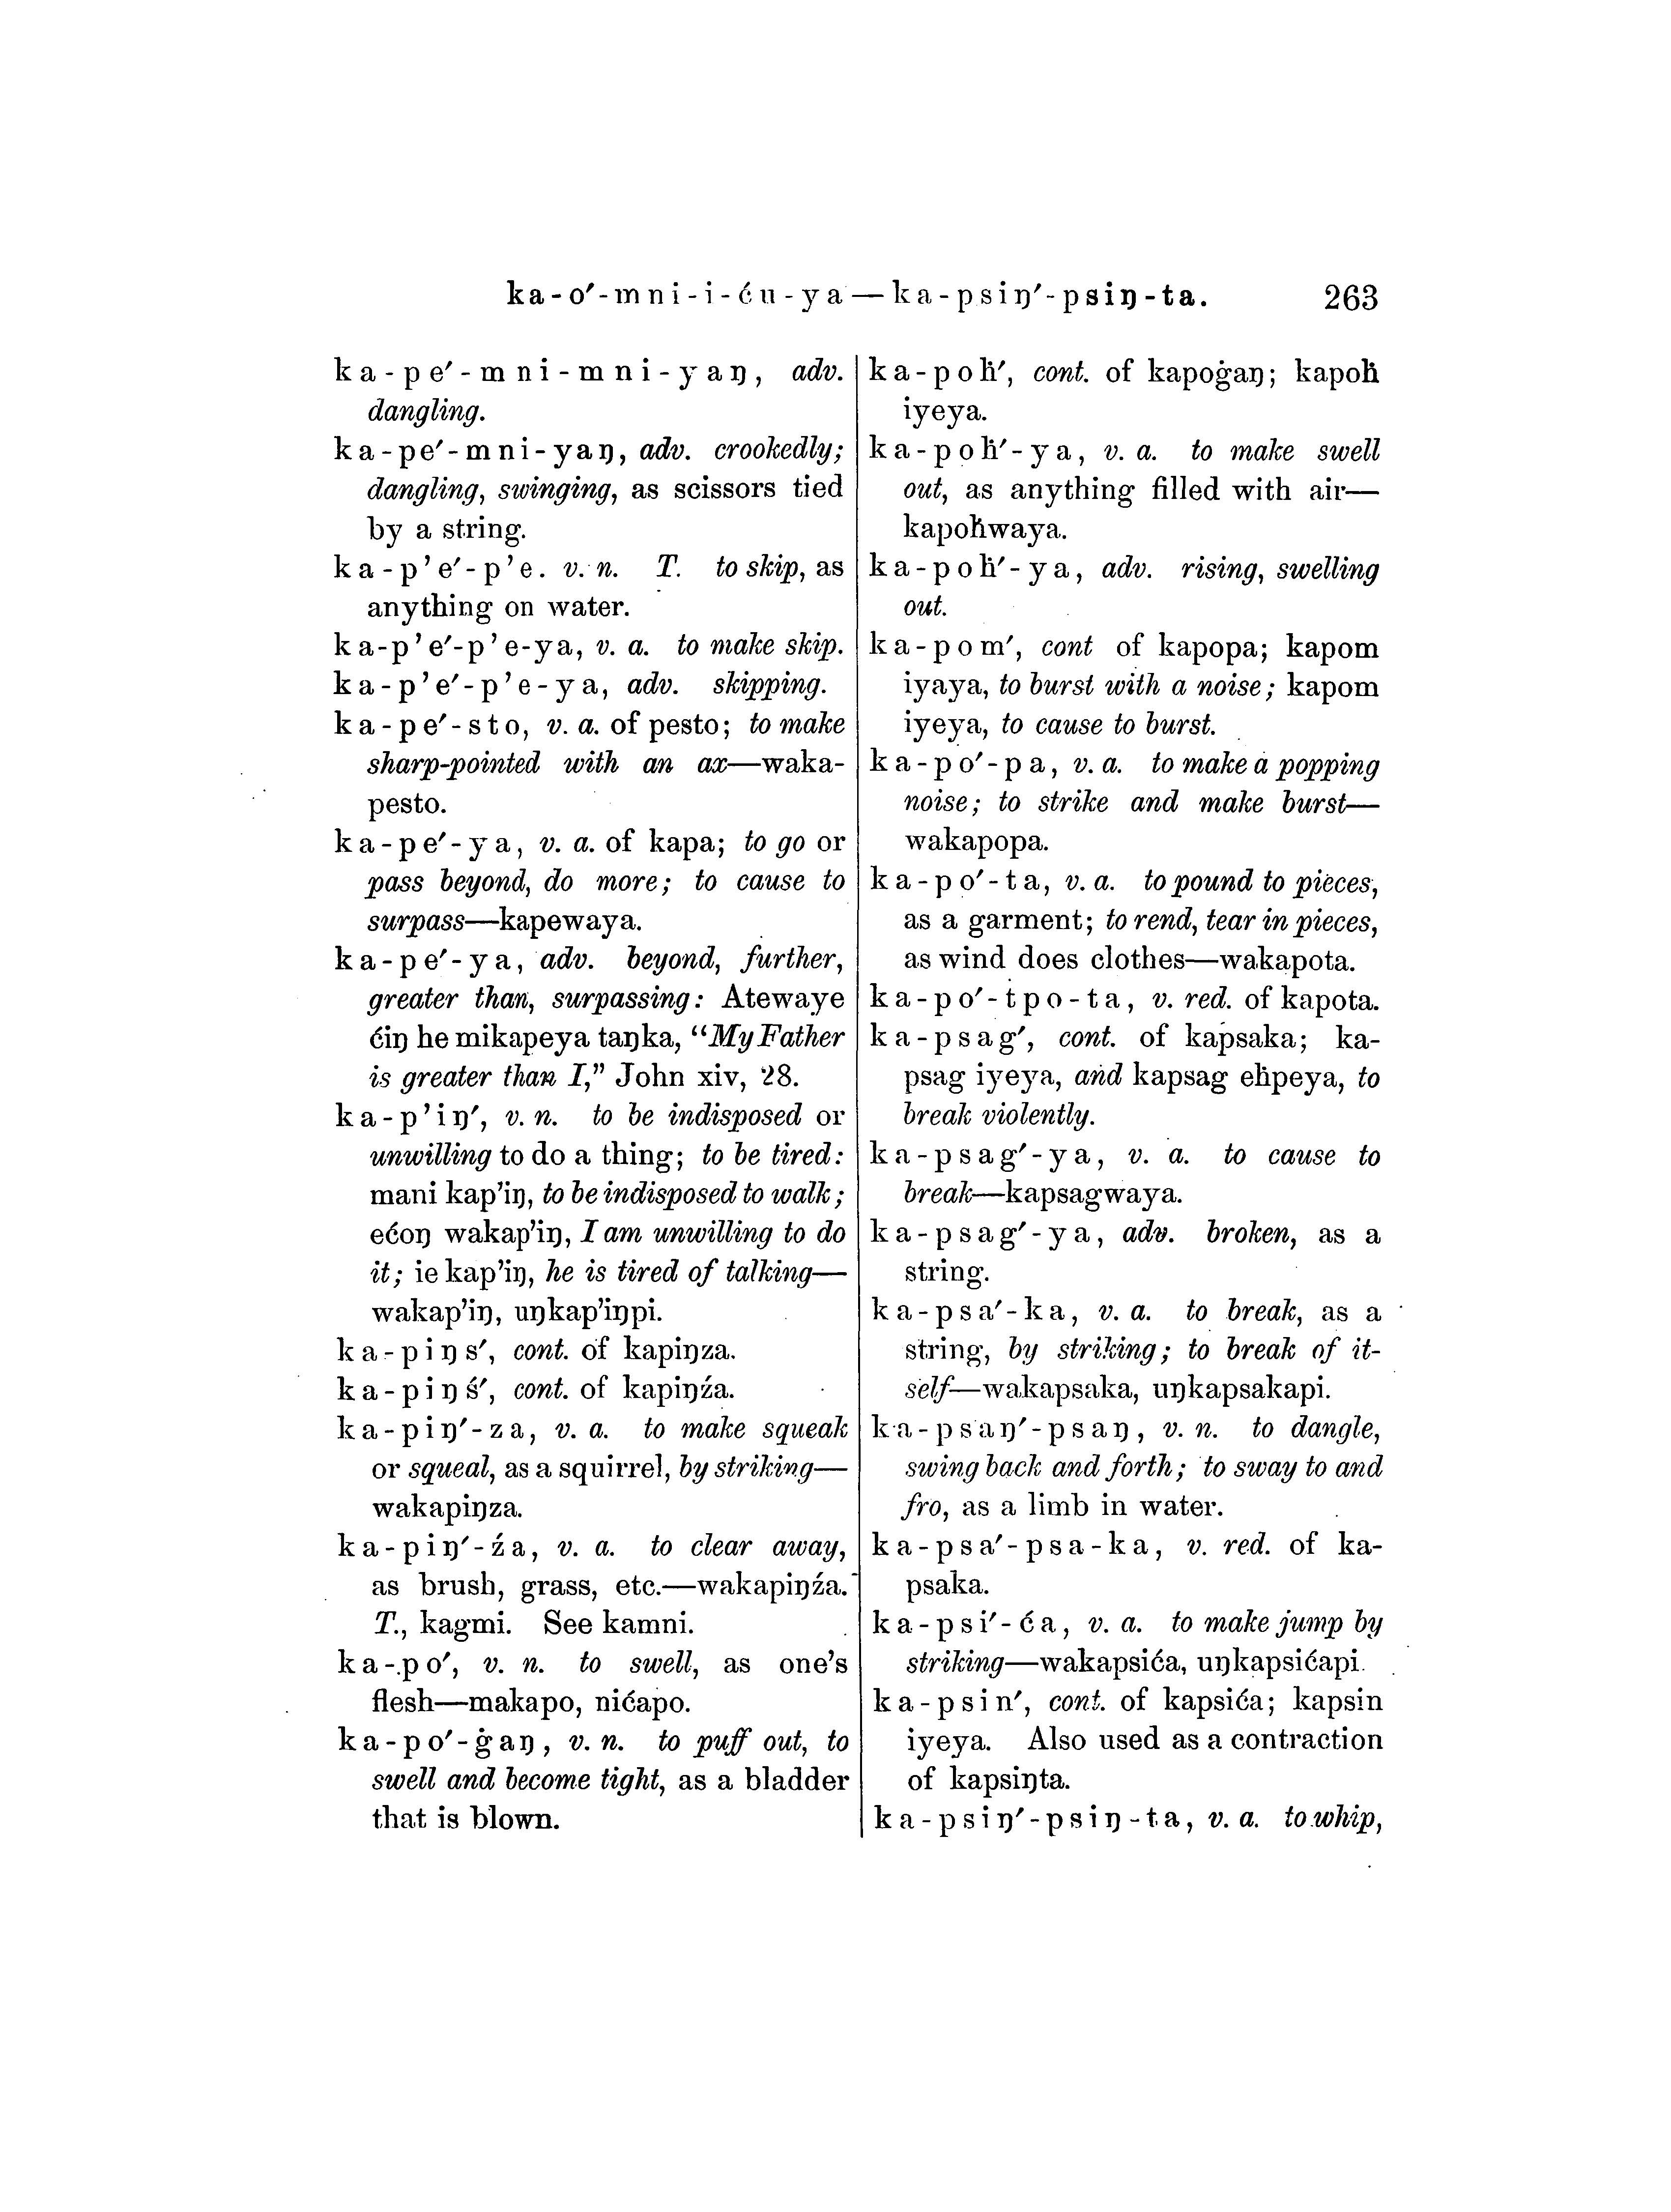 ka-o′-mni-i-ću-ya—ka-psiŋ′-psiŋ-ta. 263
ka-pe′-mni-mni-yaŋ, adv.
dangling.
ka-pe′-mni-yaŋ, adv. crookedly;
dangling, swinging, as scissors tied
by a string.
ka-p’e′-p’e. v. n. T. to skip, as
anything on water.
ka-p’e′-p’e-ya, v. a. to make skip.
ka-p’e′-p’e-ya, adv. skipping.
ka-pe′-sto, v. a. of pesto; to make
sharp-pointed with an ax—waka-
pesto.
ka-pe′-ya, v. a. of kapa; to go or
pass beyond, do more; to cause to
surpass—kapewaya.
ka-pe′-ya, adv. beyond, further,
greater than, surpassing: Atewaye
ćiŋ he mikapeya taŋka, “My Father
is greater than I,” John xiv, 28.
ka-p’iŋ′, v. n. to be indisposed or
unwilling to do a thing; to be tired:
mani kap’iŋ, to be indisposed to walk;
ećoŋ wakap’iŋ, I am unwilling to do
it; ie kap’iŋ, he is tired of talking—
wakap’iŋ, uŋkap’iŋpi.
ka-piŋs′, cont. of kapiŋza.
ka-piŋś′, cont. of kapiŋźa.
ka-piŋ′-za, v. a. to make squeak
or squeal, as a squirrel, by striking—
wakapiŋza.
ka-piŋ′-źa, v. a. to clear away,
as brush, grass, etc.—wakapiŋźa.
T., kagmi. See kamni.
ka-po′, v. n. to swell, as one’s
flesh—makapo, nićapo.
ka-po′-ġaŋ, v. n. to puff out, to
swell and become tight, as a bladder
that is blown.
ka-poḣ′, cont. of kapoġaŋ; kapoḣ
iyeya.
ka-poḣ′-ya, v. a. to make swell
out, as anything filled with air—
kapoḣwaya.
ka-poḣ′-ya, adv. rising, swelling
out.
ka-pom′, cont of kapopa; kapom
iyaya, to burst with a noise; kapom
iyeya, to cause to burst.
ka-po′-pa, v. a. to make a popping
noise; to strike and make burst—
wakapopa.
ka-po′-ta, v. a. to pound to pieces,
as a garment; to rend, tear in pieces,
as wind does clothes—wakapota.
ka-po′-tpo-ta, v. red. of kapota.
ka-psag′, cont. of kapsaka; ka-
psag iyeya, and kapsag eḣpeya, to
break violently.
ka-psag′-ya, v. a. to cause to
break—kapsagwaya.
ka-psag′-ya, adv. broken, as a
string.
ka-psa′-ka, v. a. to break, as a
string, by striking; to break of it-
self—wakapsaka, uŋkapsakapi.
ka-psaŋ′-psaŋ, v. n. to dangle,
swing back and forth; to sway to and
fro, as a limb in water.
ka-psa′-psa-ka, v. red. of ka-
psaka.
ka-psi′-ća, v. a. to make jump by
striking—wakapsića, uŋkapsićapi.
ka-psin′, cont. of kapsića; kapsin
iyeya. Also used as a contraction
of kapsiŋta.
ka-psiŋ′-psiŋ-ta, v. a. to whip,